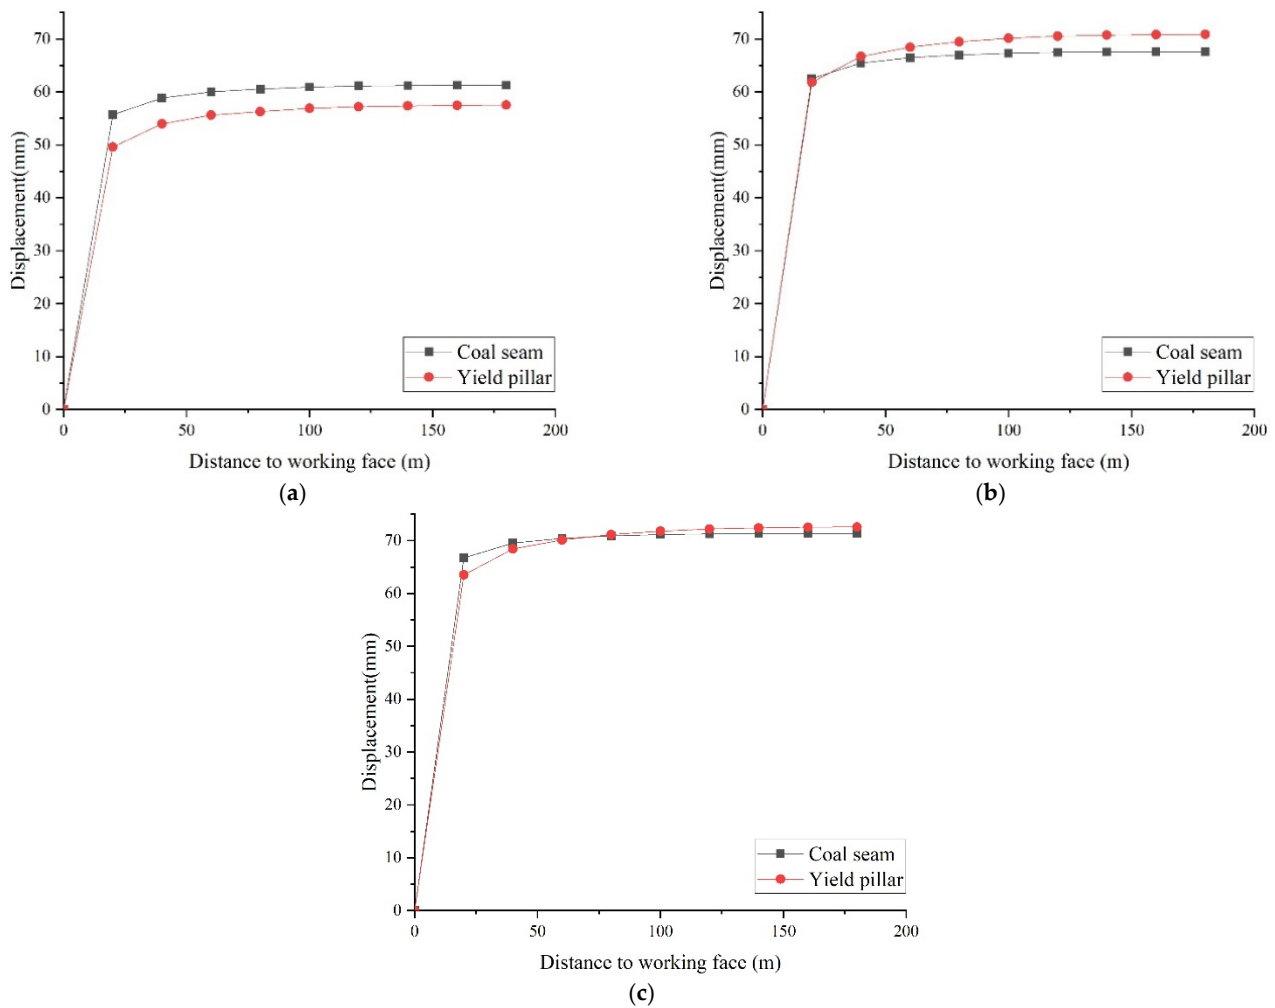 70
60
50
40
30
20
10
0
Displacement(mm)
Coal seam
Yield pillar
0 50 100 150 200
Distance to working face (m)
(a)
70
60
50
40
30
20
10
0
Displacement(mm)
Coal seam
Yield pillar
0 50 100 150 200
Distance to working face (m)
(b)
70
60
50
40
30
20
10
0
Displacement(mm)
Coal seam
Yield pillar
0 50 100 150 200
Distance to working face (m)
(c)